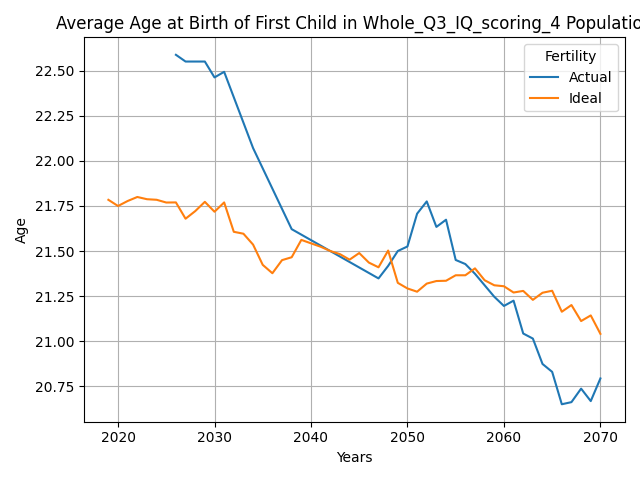 Average Age at Birth of First Child in Whole_Q3_IQ_scoring_4 Populatio
Fertility
Actual
Ideal
22.50
22.25
22.00
21.75
21.50
21.25
21.00
20.75
Age
2020 2030 2040 2050 2060 2070
Years